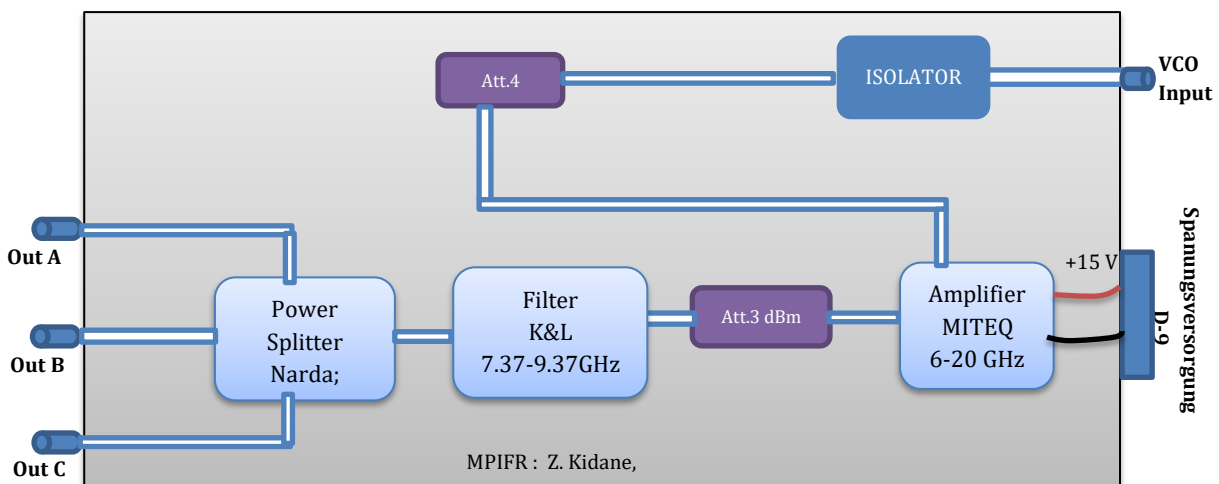 Att.4
ISOLATOR
VCO
Input
Out A
Out B
Out C
Power
Splitter
Narda;
Filter
K&L
7.37-9.37GHz
Att.3 dBm
Amplifier
MITEQ
6-20 GHz
+15 V
D-9
Spanungsversorgung
MPIFR : Z. Kidane,